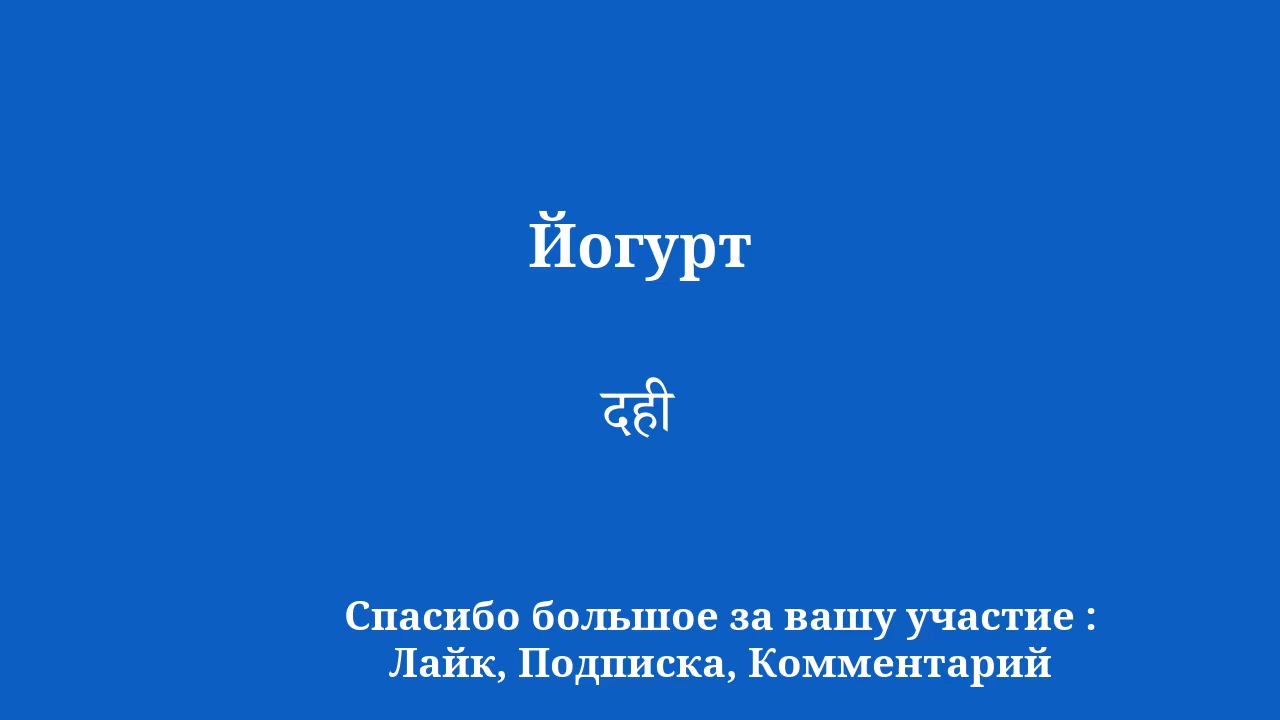 Йогурт
दही
Спасибо большое за вашу участие :
Лайк, Подписка, Комментарий